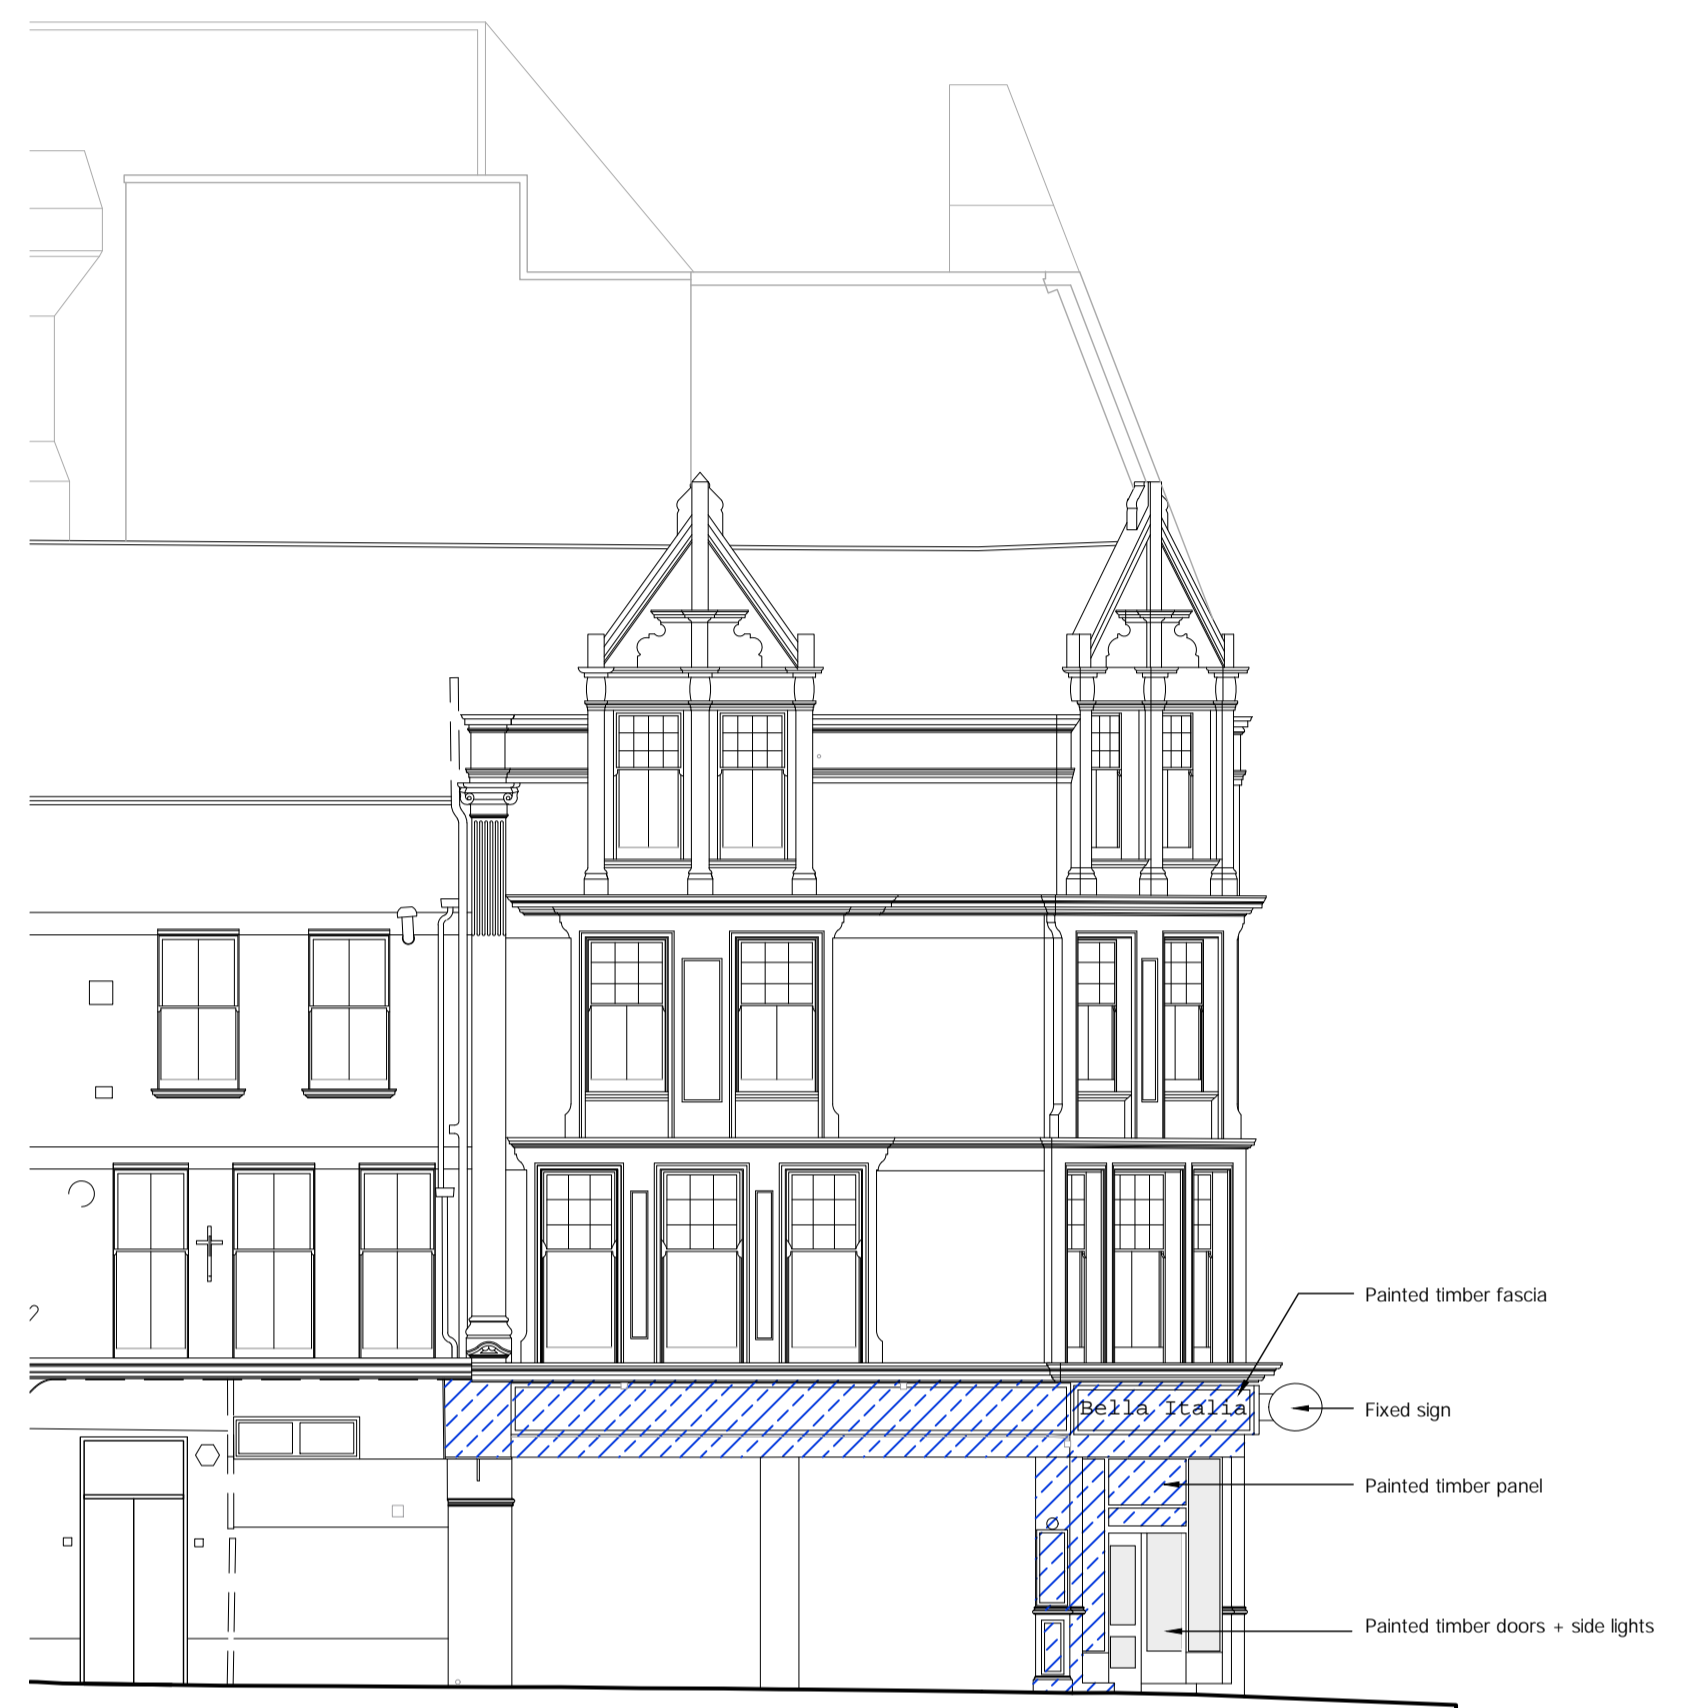 Painted timber fascia
Bella Italia
Fixed sign
Painted timber panel
Painted timber doors + side lights